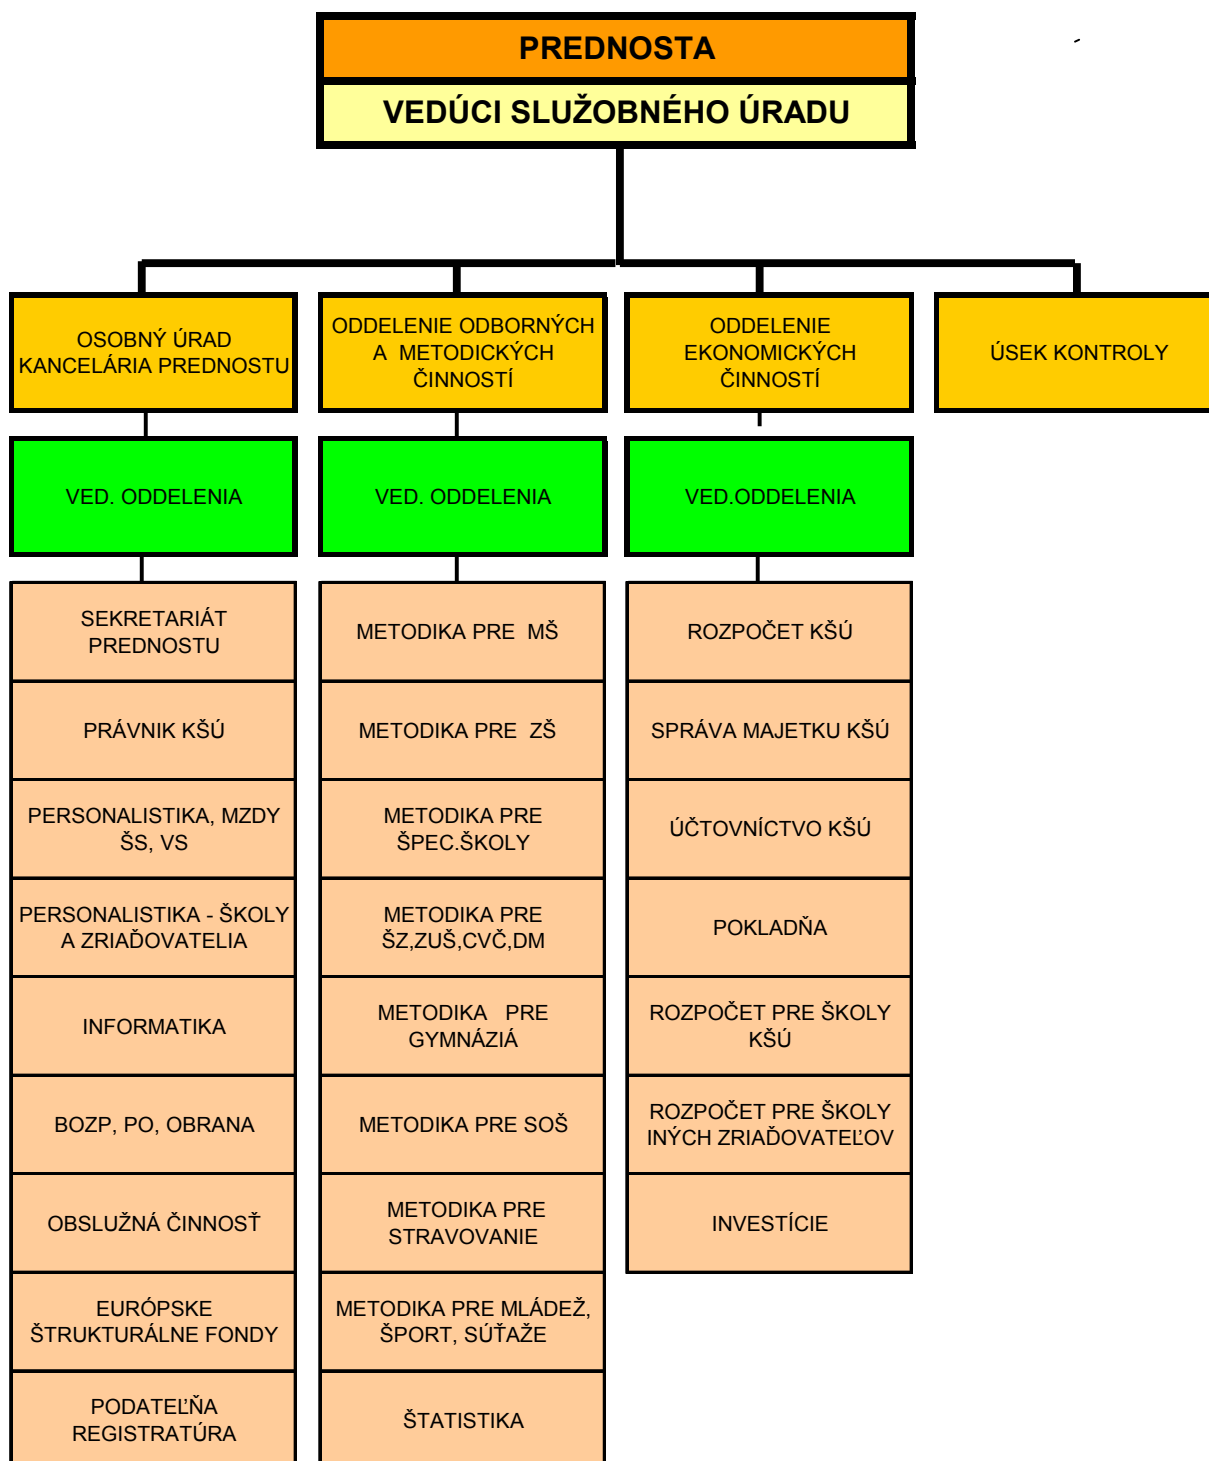 PREDNOSTA
VEDÚCI SLUŽOBNÉHO ÚRADU
OSOBNÝ ÚRAD
KANCELÁRIA PREDNOSTU
ODDELENIE ODBORNÝCH
A METODICKÝCH
ČINNOSTÍ
ODDELENIE
EKONOMICKÝCH
ČINNOSTÍ
ÚSEK KONTROLY
VED. ODDELENIA
VED. ODDELENIA
VED.ODDELENIA
SEKRETARIÁT
PREDNOSTU
PRÁVNIK KŠÚ
PERSONALISTIKA, MZDY
ŠS, VS
PERSONALISTIKA - ŠKOLY
A ZRIAĎOVATELIA
INFORMATIKA
BOZP, PO, OBRANA
OBSLUŽNÁ ČINNOSŤ
EURÓPSKE
ŠTRUKTURÁLNE FONDY
PODATEĽŇA
REGISTRATÚRA
METODIKA PRE MŠ
METODIKA PRE ZŠ
METODIKA PRE
ŠPEC.ŠKOLY
METODIKA PRE
ŠZ,ZUŠ,CVČ,DM
METODIKA PRE
GYMNÁZIÁ
METODIKA PRE SOŠ
METODIKA PRE
STRAVOVANIE
METODIKA PRE MLÁDEŽ,
ŠPORT, SÚŤAŽE
ŠTATISTIKA
ROZPOČET KŠÚ
SPRÁVA MAJETKU KŠÚ
ÚČTOVNÍCTVO KŠÚ
POKLADŇA
ROZPOČET PRE ŠKOLY
KŠÚ
ROZPOČET PRE ŠKOLY
INÝCH ZRIAĎOVATEĽOV
INVESTÍCIE